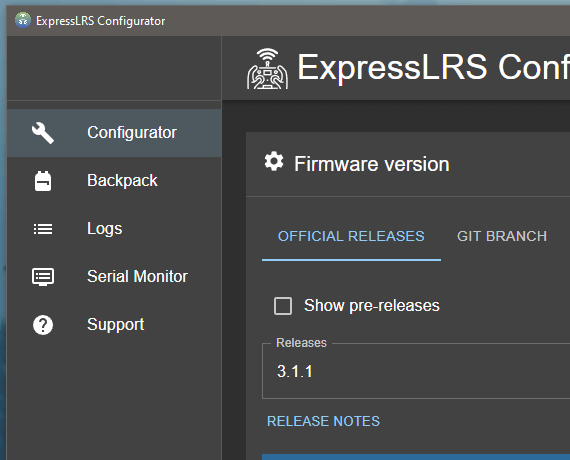 ExpressLRS Configurator
ExpressLRS Conf
Configurator
Backpack
Logs
Serial Monitor
Support
Firmware version
OFFICIAL RELEASES
GIT BRANCH
Show pre-releases
Releases
3.1.1
RELEASE NOTES